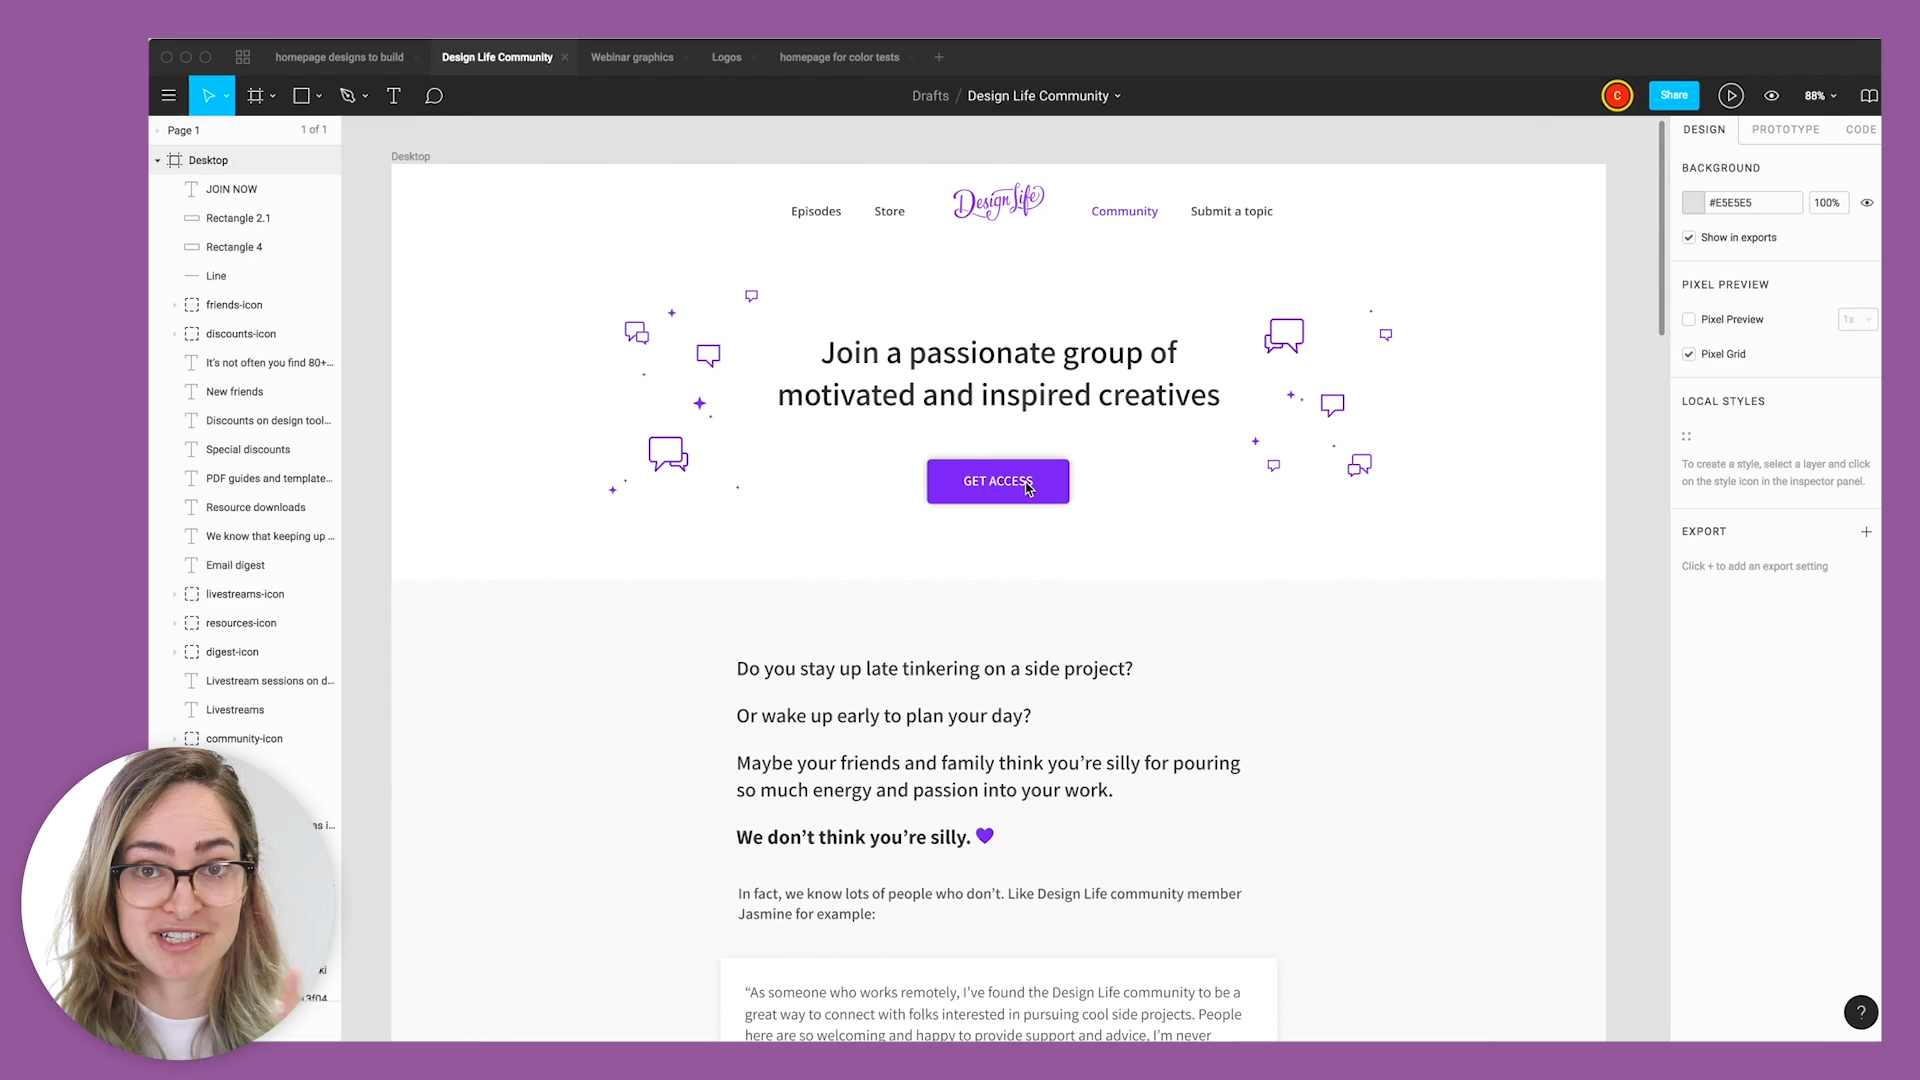 homepage designs to build
Design Life Community
Webinar graphics
Logos
homepage for color tests
Drafts / Design Life Community
C
Share
88%
Page 1
1 of 1
Desktop
JOIN NOW
Rectangle 2.1
Rectangle 4
Line
friends-icon
discounts-icon
It's not often you find 80+...
New friends
Discounts on design tool...
Special discounts
PDF guides and template...
Resource downloads
We know that keeping up ...
Email digest
livestreams-icon
resources-icon
digest-icon
Livestream sessions on d...
Livestreams
community-icon
as i...
ki
3f04
Desktop
Episodes
Store
Design Life
Community
Submit a topic
Join a passionate group of
motivated and inspired creatives
GET ACCESS
Do you stay up late tinkering on a side project?
Or wake up early to plan your day?
Maybe your friends and family think you’re silly for pouring
so much energy and passion into your work.
We don’t think you’re silly. 💜
In fact, we know lots of people who don’t. Like Design Life community member
Jasmine for example:
“As someone who works remotely, I’ve found the Design Life community to be a
great way to connect with folks interested in pursuing cool side projects. People
here are so welcoming and happy to provide support and advice, I’m never
DESIGN
PROTOTYPE
CODE
BACKGROUND
#E5E5E5
100%
Show in exports
PIXEL PREVIEW
Pixel Preview
1x
Pixel Grid
LOCAL STYLES
To create a style, select a layer and click
on the style icon in the inspector panel.
EXPORT
Click + to add an export setting
?